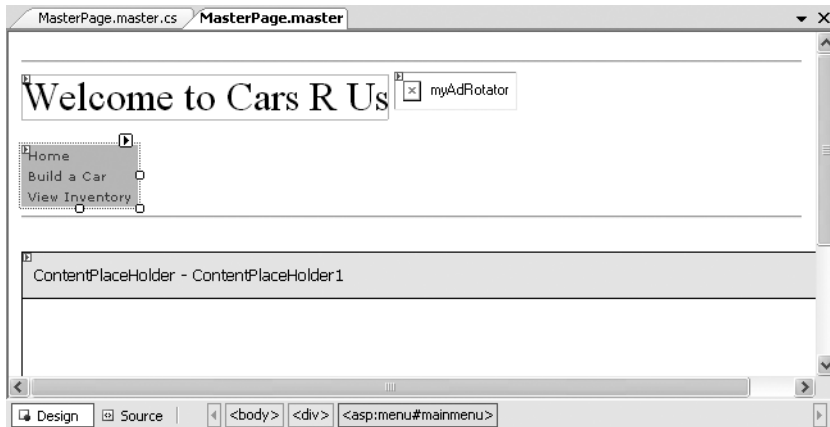 MasterPage.master.cs MasterPage.master
Welcome to Cars R Us myAdRotator
Home
Build a Car
View Inventory
ContentPlaceHolder - ContentPlaceHolder1
Design Source <body> <div> <asp:menu#mainmenu>